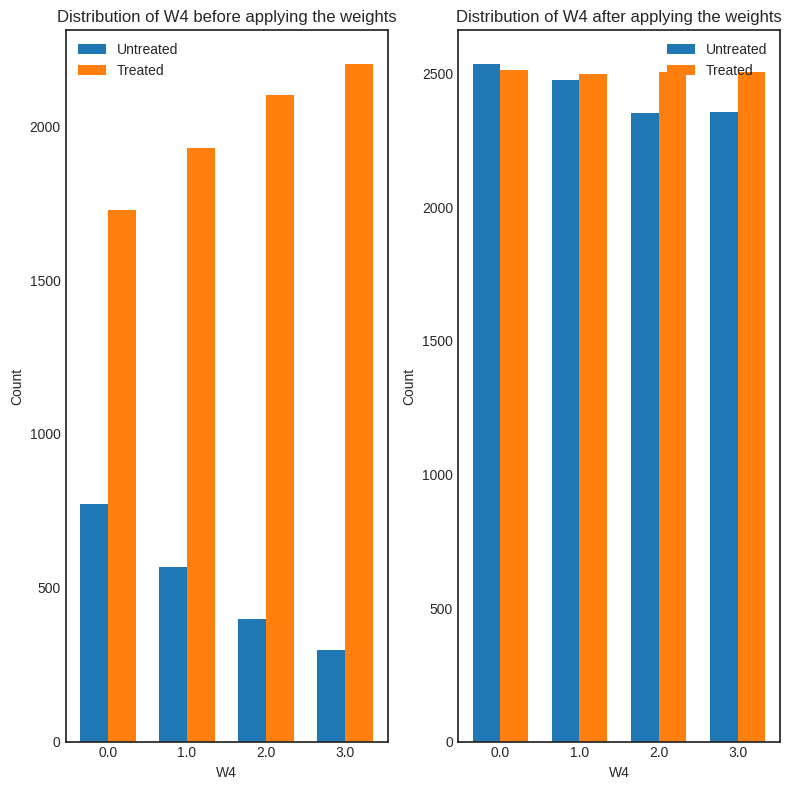 Distribution of W4 before applying the weights
Untreated
Treated
2000
1500
1000
500
0
Count
0.0 1.0 2.0 3.0
W4
Distribution of W4 after applying the weights
Untreated
Treated
2500
2000
1500
1000
500
0
Count
0.0 1.0 2.0 3.0
W4